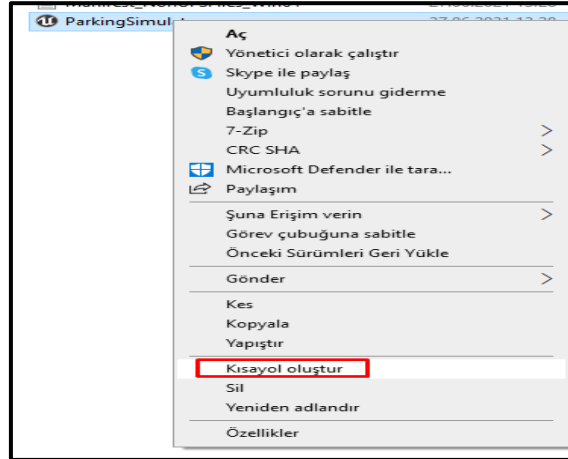 ParkingSimulat
Aç
Yönetici olarak çalıştır
Skype ile paylaş
Uyumluluk sorunu giderme
Başlangıç'a sabitle
7-Zip
CRC SHA
Microsoft Defender ile tara...
Paylaşım
Şuna Erişim verin
Görev çubuğuna sabitle
Önceki Sürümleri Geri Yükle
Gönder
Kes
Kopyala
Yapıştır
Kısayol oluştur
Sil
Yeniden adlandır
Özellikler